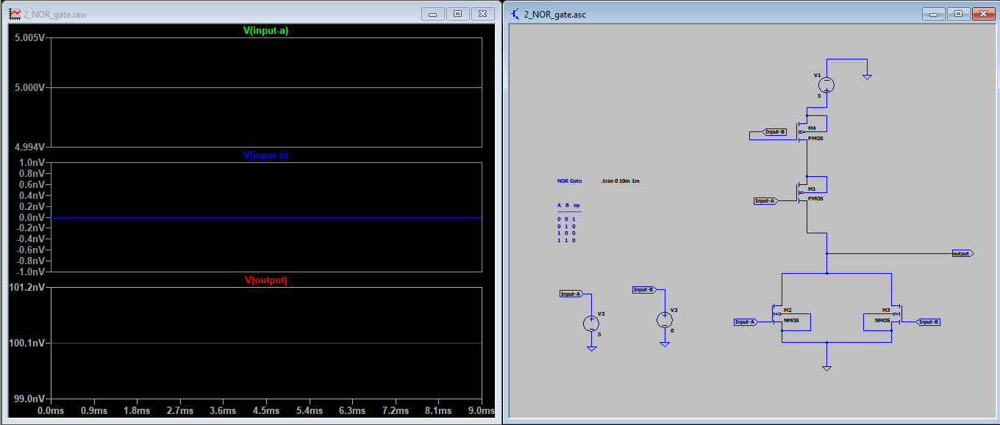 2_NOR_gate.raw
V(input-a)
5.005V
5.000V
4.994V
V(input-b)
1.0nV
0.8nV
0.6nV
0.4nV
0.2nV
0.0nV
-0.2nV
-0.4nV
-0.6nV
-0.8nV
-1.0nV
V(output)
101.2nV
100.1nV
99.0nV
0.0ms 0.9ms 1.8ms 2.7ms 3.6ms 4.5ms 5.4ms 6.3ms 7.2ms 8.1ms 9.0ms
2_NOR_gate.asc
V1
5
Input-B
M4
PMOS
Input-A
M1
PMOS
NOR Gate .tran 0 10m 1m
A B op
-----------
0 0 1
0 1 0
1 0 0
1 1 0
output
Input-A
V2
5
Input-B
V3
0
Input-A
M2
NMOS
M3
NMOS
Input-B